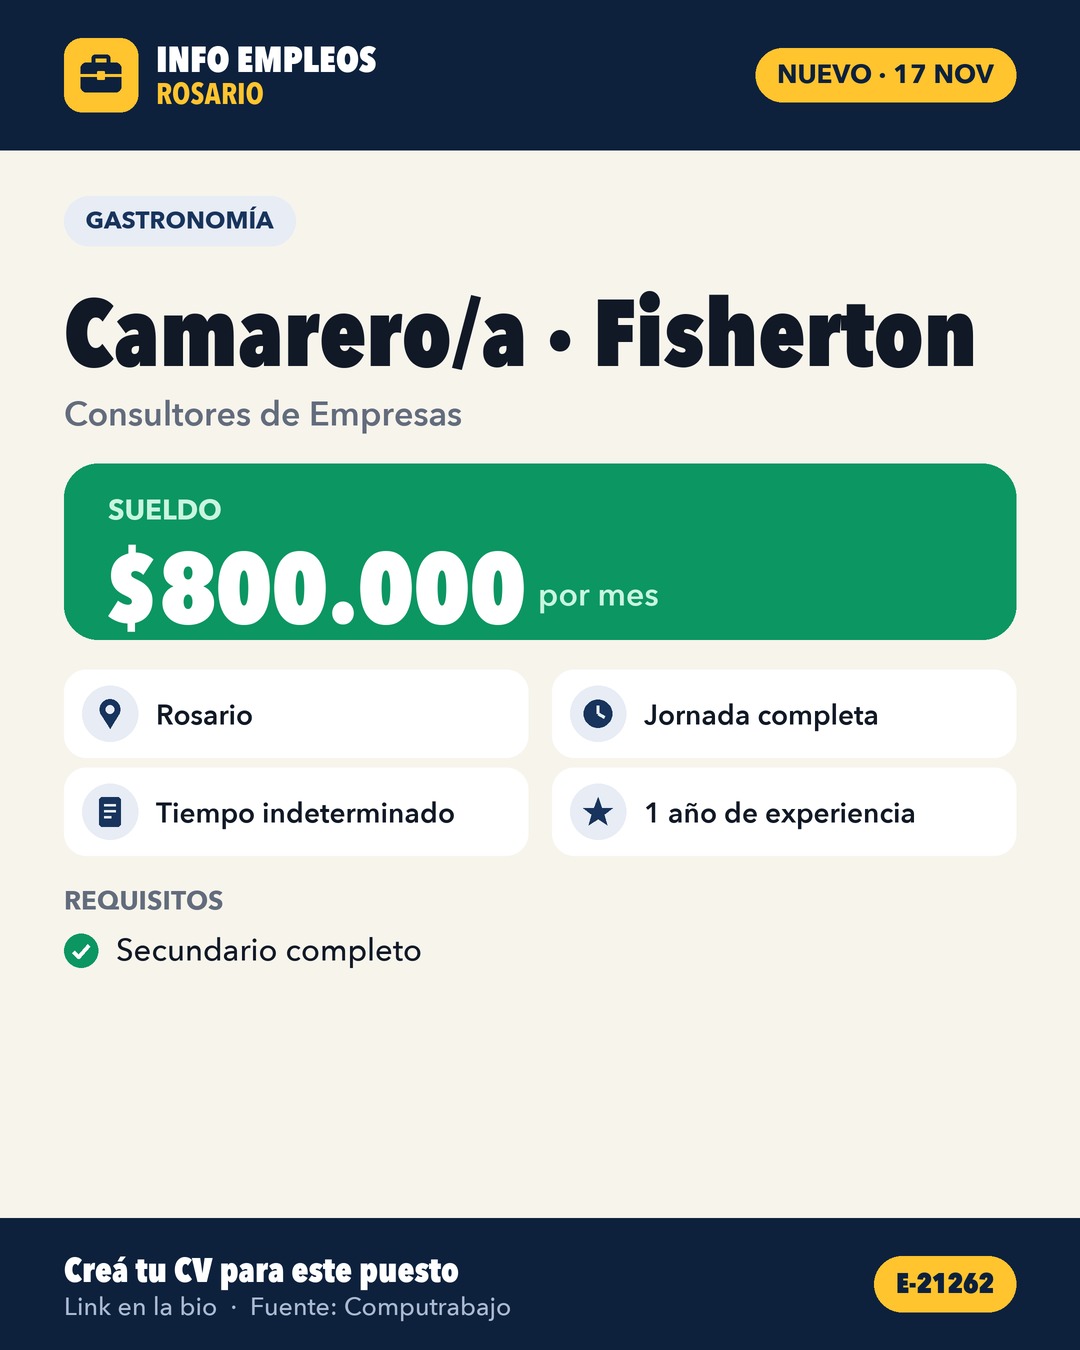 INFO EMPLEOS
ROSARIO
NUEVO · 17 NOV
GASTRONOMÍA
Camarero/a · Fisherton
Consultores de Empresas
SUELDO
$800.000 por mes
Rosario
Jornada completa
Tiempo indeterminado
1 año de experiencia
REQUISITOS
Secundario completo
Creá tu CV para este puesto
Link en la bio · Fuente: Computrabajo
E-21262